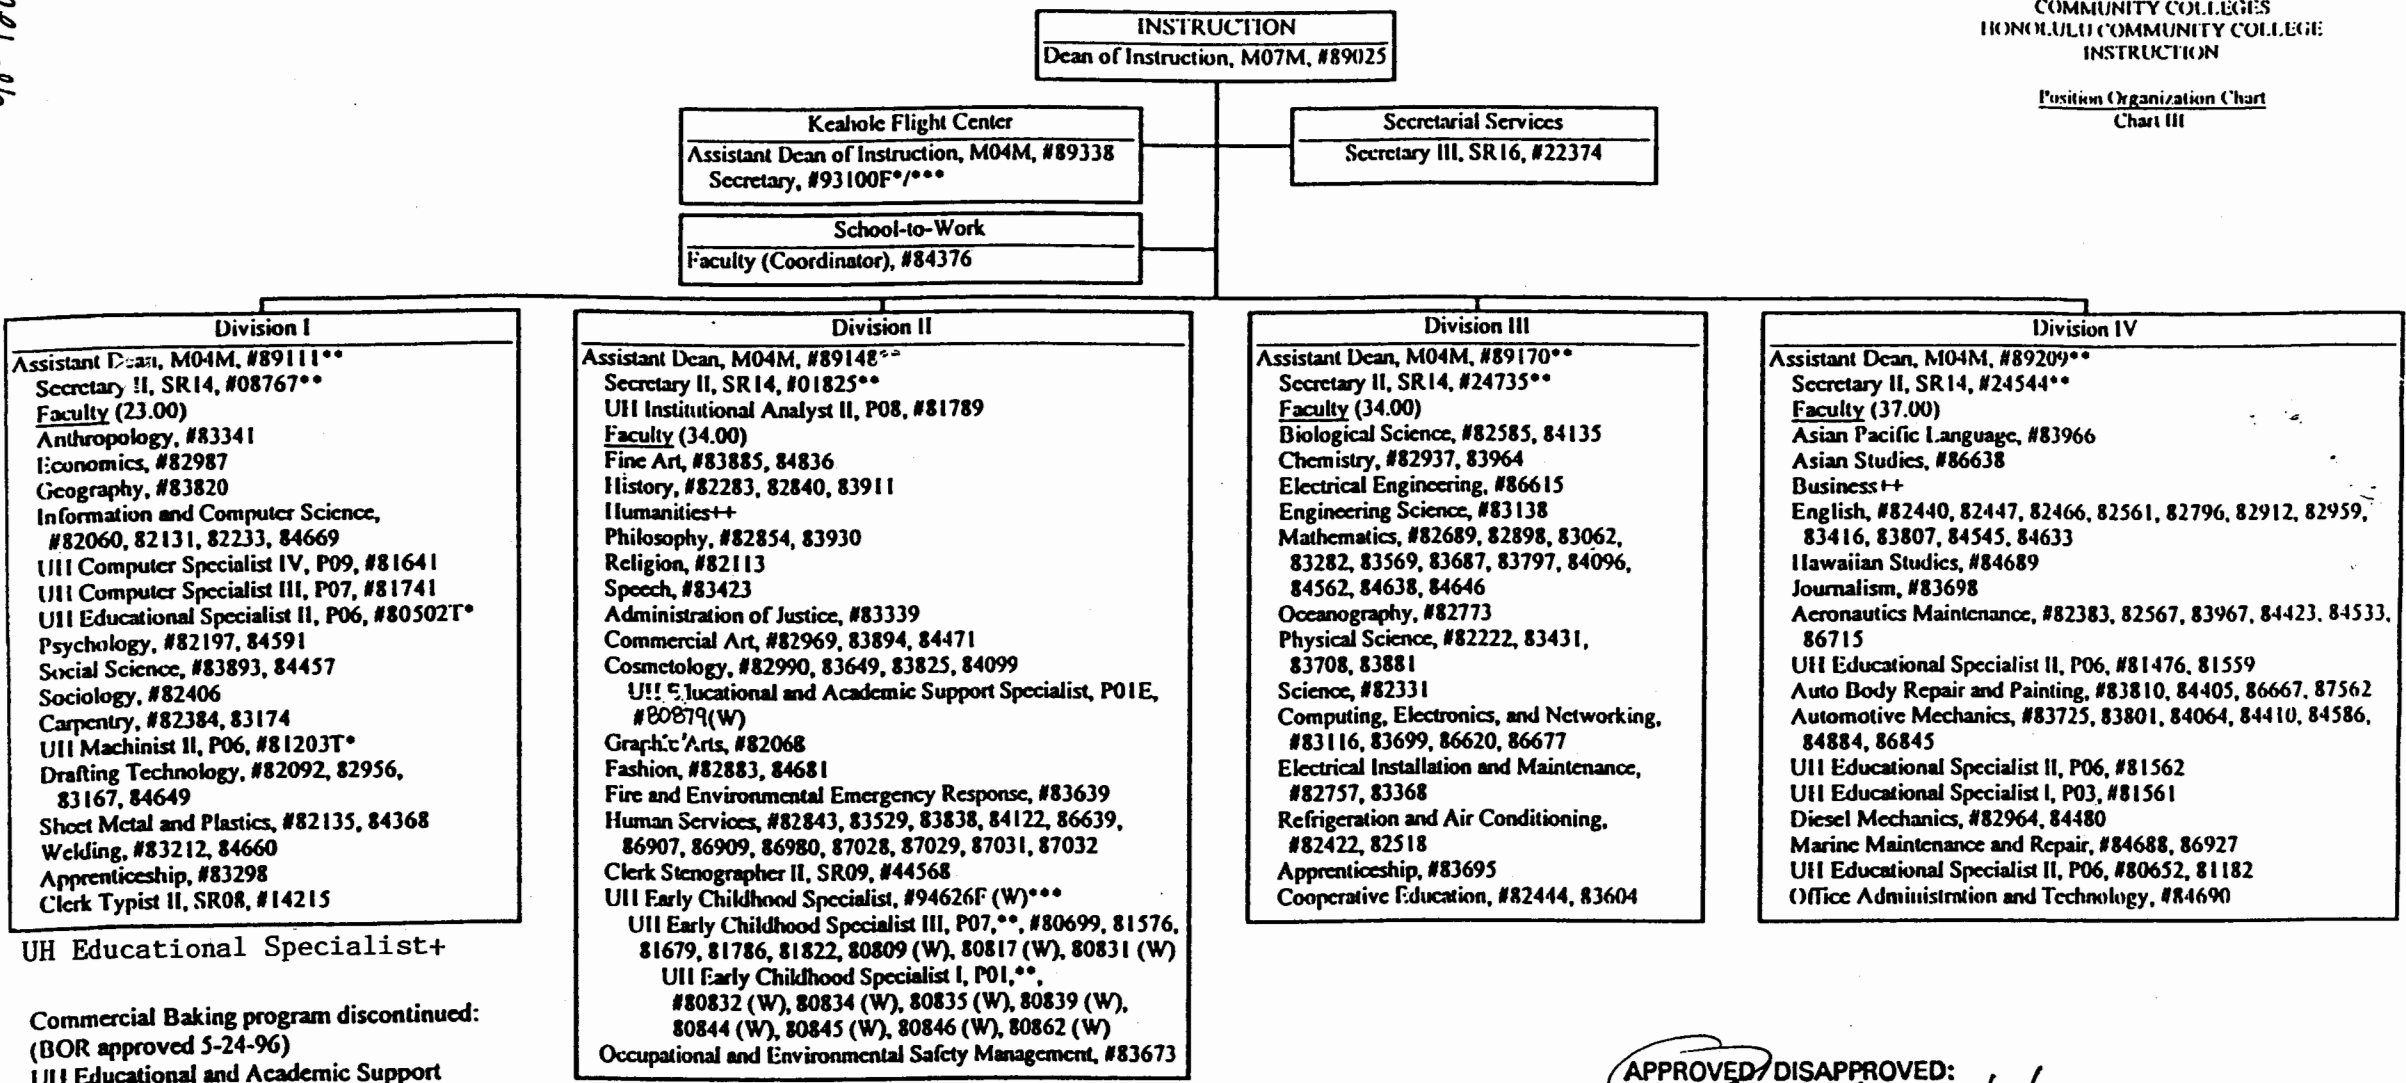 COMMUNITY COLLEGES
HONOLULU COMMUNITY COLLEGE
INSTRUCTION
Position Organization Chart
Chart III
INSTRUCTION
Dean of Instruction, M07M, #89025
Keahole Flight Center
Assistant Dean of Instruction, M04M, #89338
Secretary, #93100F*/***
Secretarial Services
Secretary III, SR16, #22374
School-to-Work
Faculty (Coordinator), #84376
Division I
Assistant Dean, M04M, #89111**
Secretary II, SR14, #08767**
Faculty (23.00)
Anthropology, #83341
Economics, #82987
Geography, #83820
Information and Computer Science,
#82060, 82131, 82233, 84669
UH Computer Specialist IV, P09, #81641
UH Computer Specialist III, P07, #81741
UH Educational Specialist II, P06, #80502T*
Psychology, #82197, 84591
Social Science, #83893, 84457
Sociology, #82406
Carpentry, #82384, 83174
UH Machinist II, P06, #81203T*
Drafting Technology, #82092, 82956,
83167, 84649
Sheet Metal and Plastics, #82135, 84368
Welding, #83212, 84660
Apprenticeship, #83298
Clerk Typist II, SR08, #14215
UH Educational Specialist+
Commercial Baking program discontinued:
(BOR approved 5-24-96)
UH Educational and Academic Support
Division II
Assistant Dean, M04M, #89148**
Secretary II, SR14, #01825**
UH Institutional Analyst II, P08, #81789
Faculty (34.00)
Fine Art, #83885, 84836
History, #82283, 82840, 83911
Humanities++
Philosophy, #82854, 83930
Religion, #82113
Speech, #83423
Administration of Justice, #83339
Commercial Art, #82969, 83894, 84471
Cosmetology, #82990, 83649, 83825, 84099
UH Educational and Academic Support Specialist, P01E,
#80879(W)
Graphic Arts, #82068
Fashion, #82883, 84681
Fire and Environmental Emergency Response, #83639
Human Services, #82843, 83529, 83838, 84122, 86639,
86907, 86909, 86980, 87028, 87029, 87031, 87032
Clerk Stenographer II, SR09, #44568
UH Early Childhood Specialist, #94626F (W)***
UH Early Childhood Specialist III, P07,**, #80699, 81576,
81679, 81786, 81822, 80809 (W), 80817 (W), 80831 (W)
UH Early Childhood Specialist I, P01,**,
#80832 (W), 80834 (W), 80835 (W), 80839 (W),
80844 (W), 80845 (W), 80846 (W), 80862 (W)
Occupational and Environmental Safety Management, #83673
Division III
Assistant Dean, M04M, #89170**
Secretary II, SR14, #24735**
Faculty (34.00)
Biological Science, #82585, 84135
Chemistry, #82937, 83964
Electrical Engineering, #86615
Engineering Science, #83138
Mathematics, #82689, 82898, 83062,
83282, 83569, 83687, 83797, 84096,
84562, 84638, 84646
Oceanography, #82773
Physical Science, #82222, 83431,
83708, 83881
Science, #82331
Computing, Electronics, and Networking,
#83116, 83699, 86620, 86677
Electrical Installation and Maintenance,
#82757, 83368
Refrigeration and Air Conditioning,
#82422, 82518
Apprenticeship, #83695
Cooperative Education, #82444, 83604
Division IV
Assistant Dean, M04M, #89209**
Secretary II, SR14, #24544**
Faculty (37.00)
Asian Pacific Language, #83966
Asian Studies, #86638
Business++
English, #82440, 82447, 82466, 82561, 82796, 82912, 82959,
83416, 83807, 84545, 84633
Hawaiian Studies, #84689
Journalism, #83698
Aeronautics Maintenance, #82383, 82567, 83967, 84423, 84533,
86715
UH Educational Specialist II, P06, #81476, 81559
Auto Body Repair and Painting, #83810, 84405, 86667, 87562
Automotive Mechanics, #83725, 83801, 84064, 84410, 84586,
84884, 86845
UH Educational Specialist II, P06, #81562
UH Educational Specialist I, P03, #81561
Diesel Mechanics, #82964, 84480
Marine Maintenance and Repair, #84688, 86927
UH Educational Specialist II, P06, #80652, 81182
Office Administration and Technology, #84690
APPROVED/DISAPPROVED: